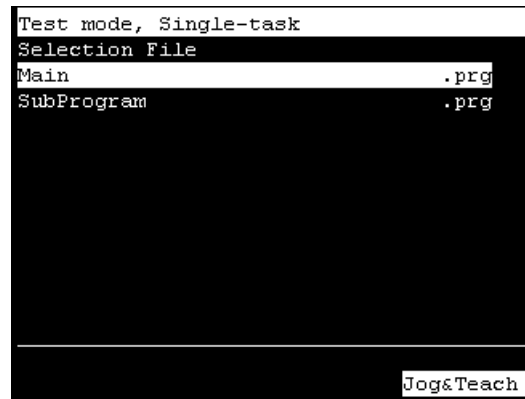 Test mode, Single-task
Selection File
Main .prg
SubProgram .prg
Jog&Teach